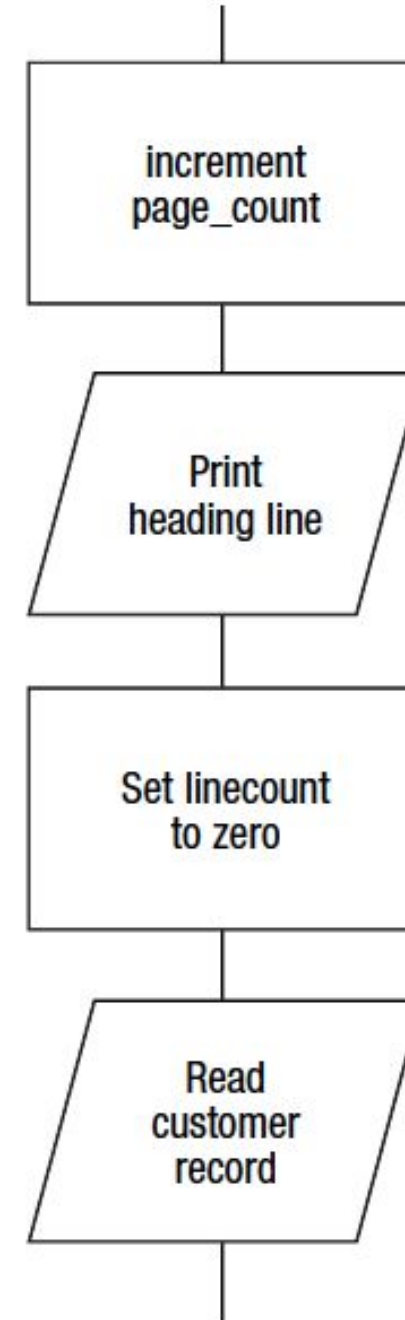 increment
page_count
Print
heading line
Set linecount
to zero
Read
customer
record